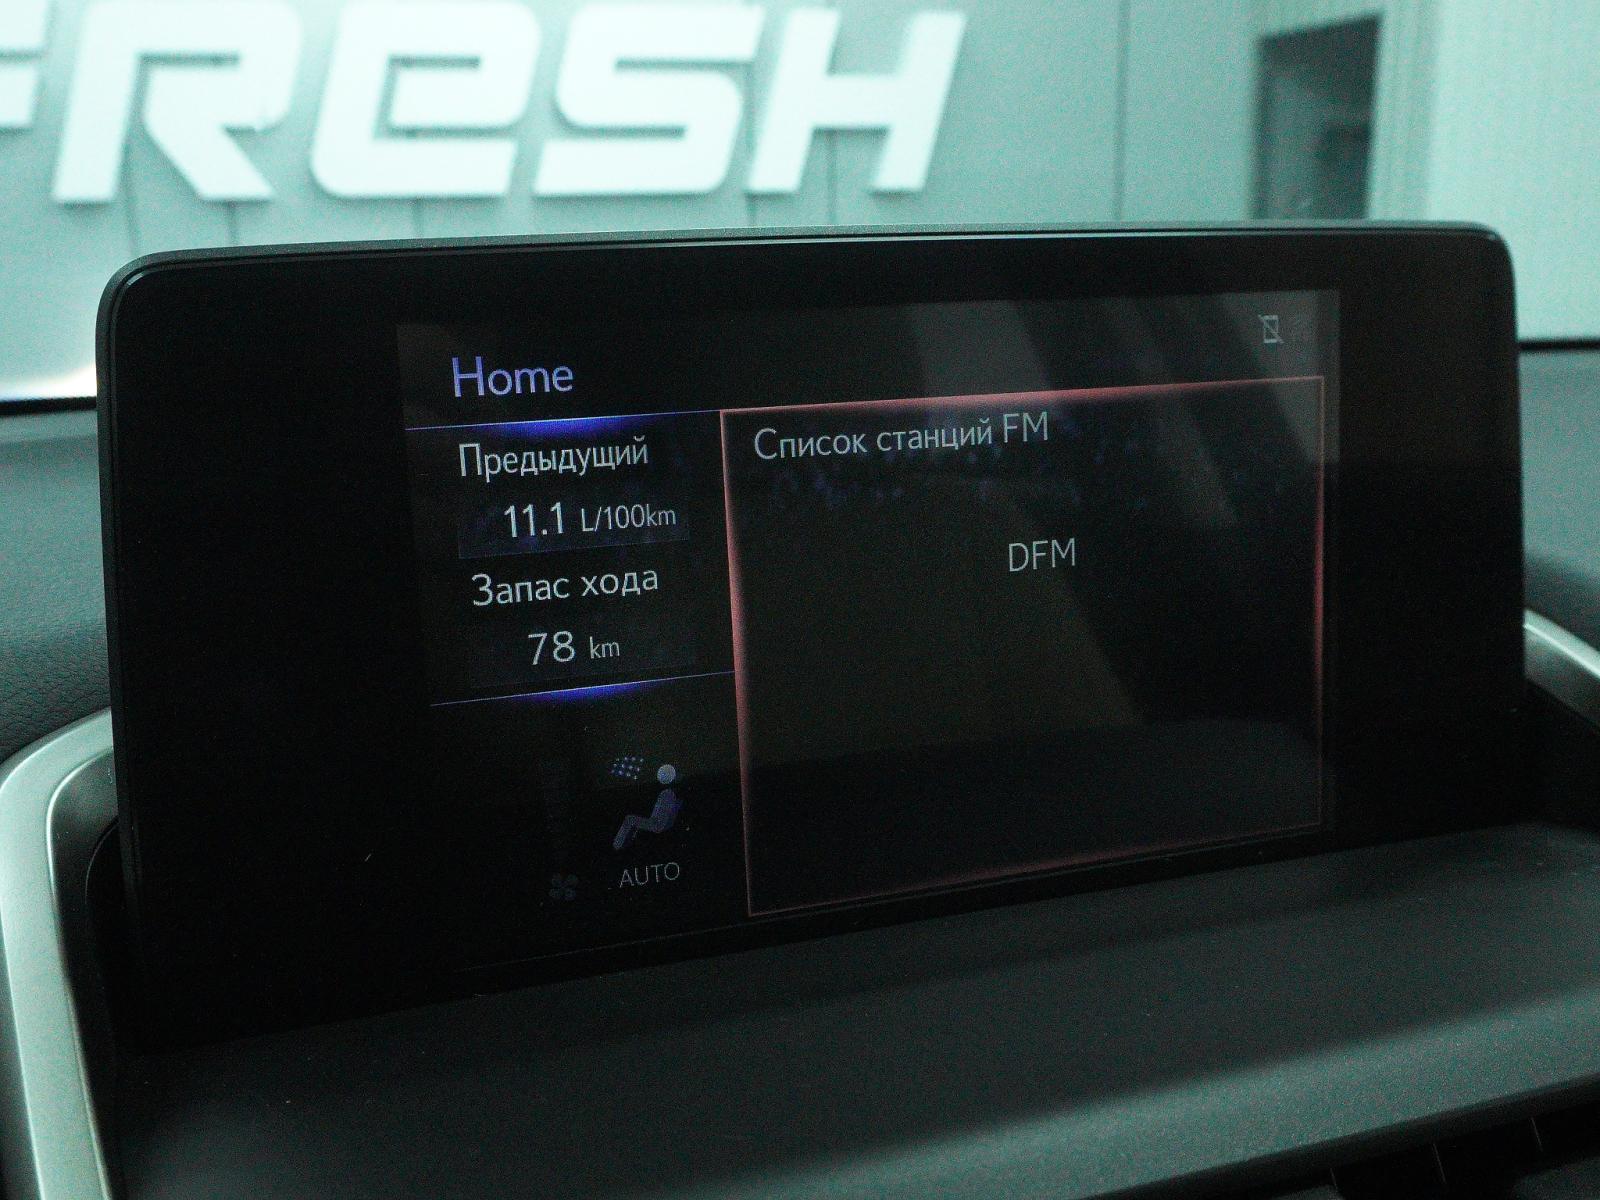 FRESH
Home
Предыдущий
11.1 L/100km
Запас хода
78 km
AUTO
Список станций FM
DFM